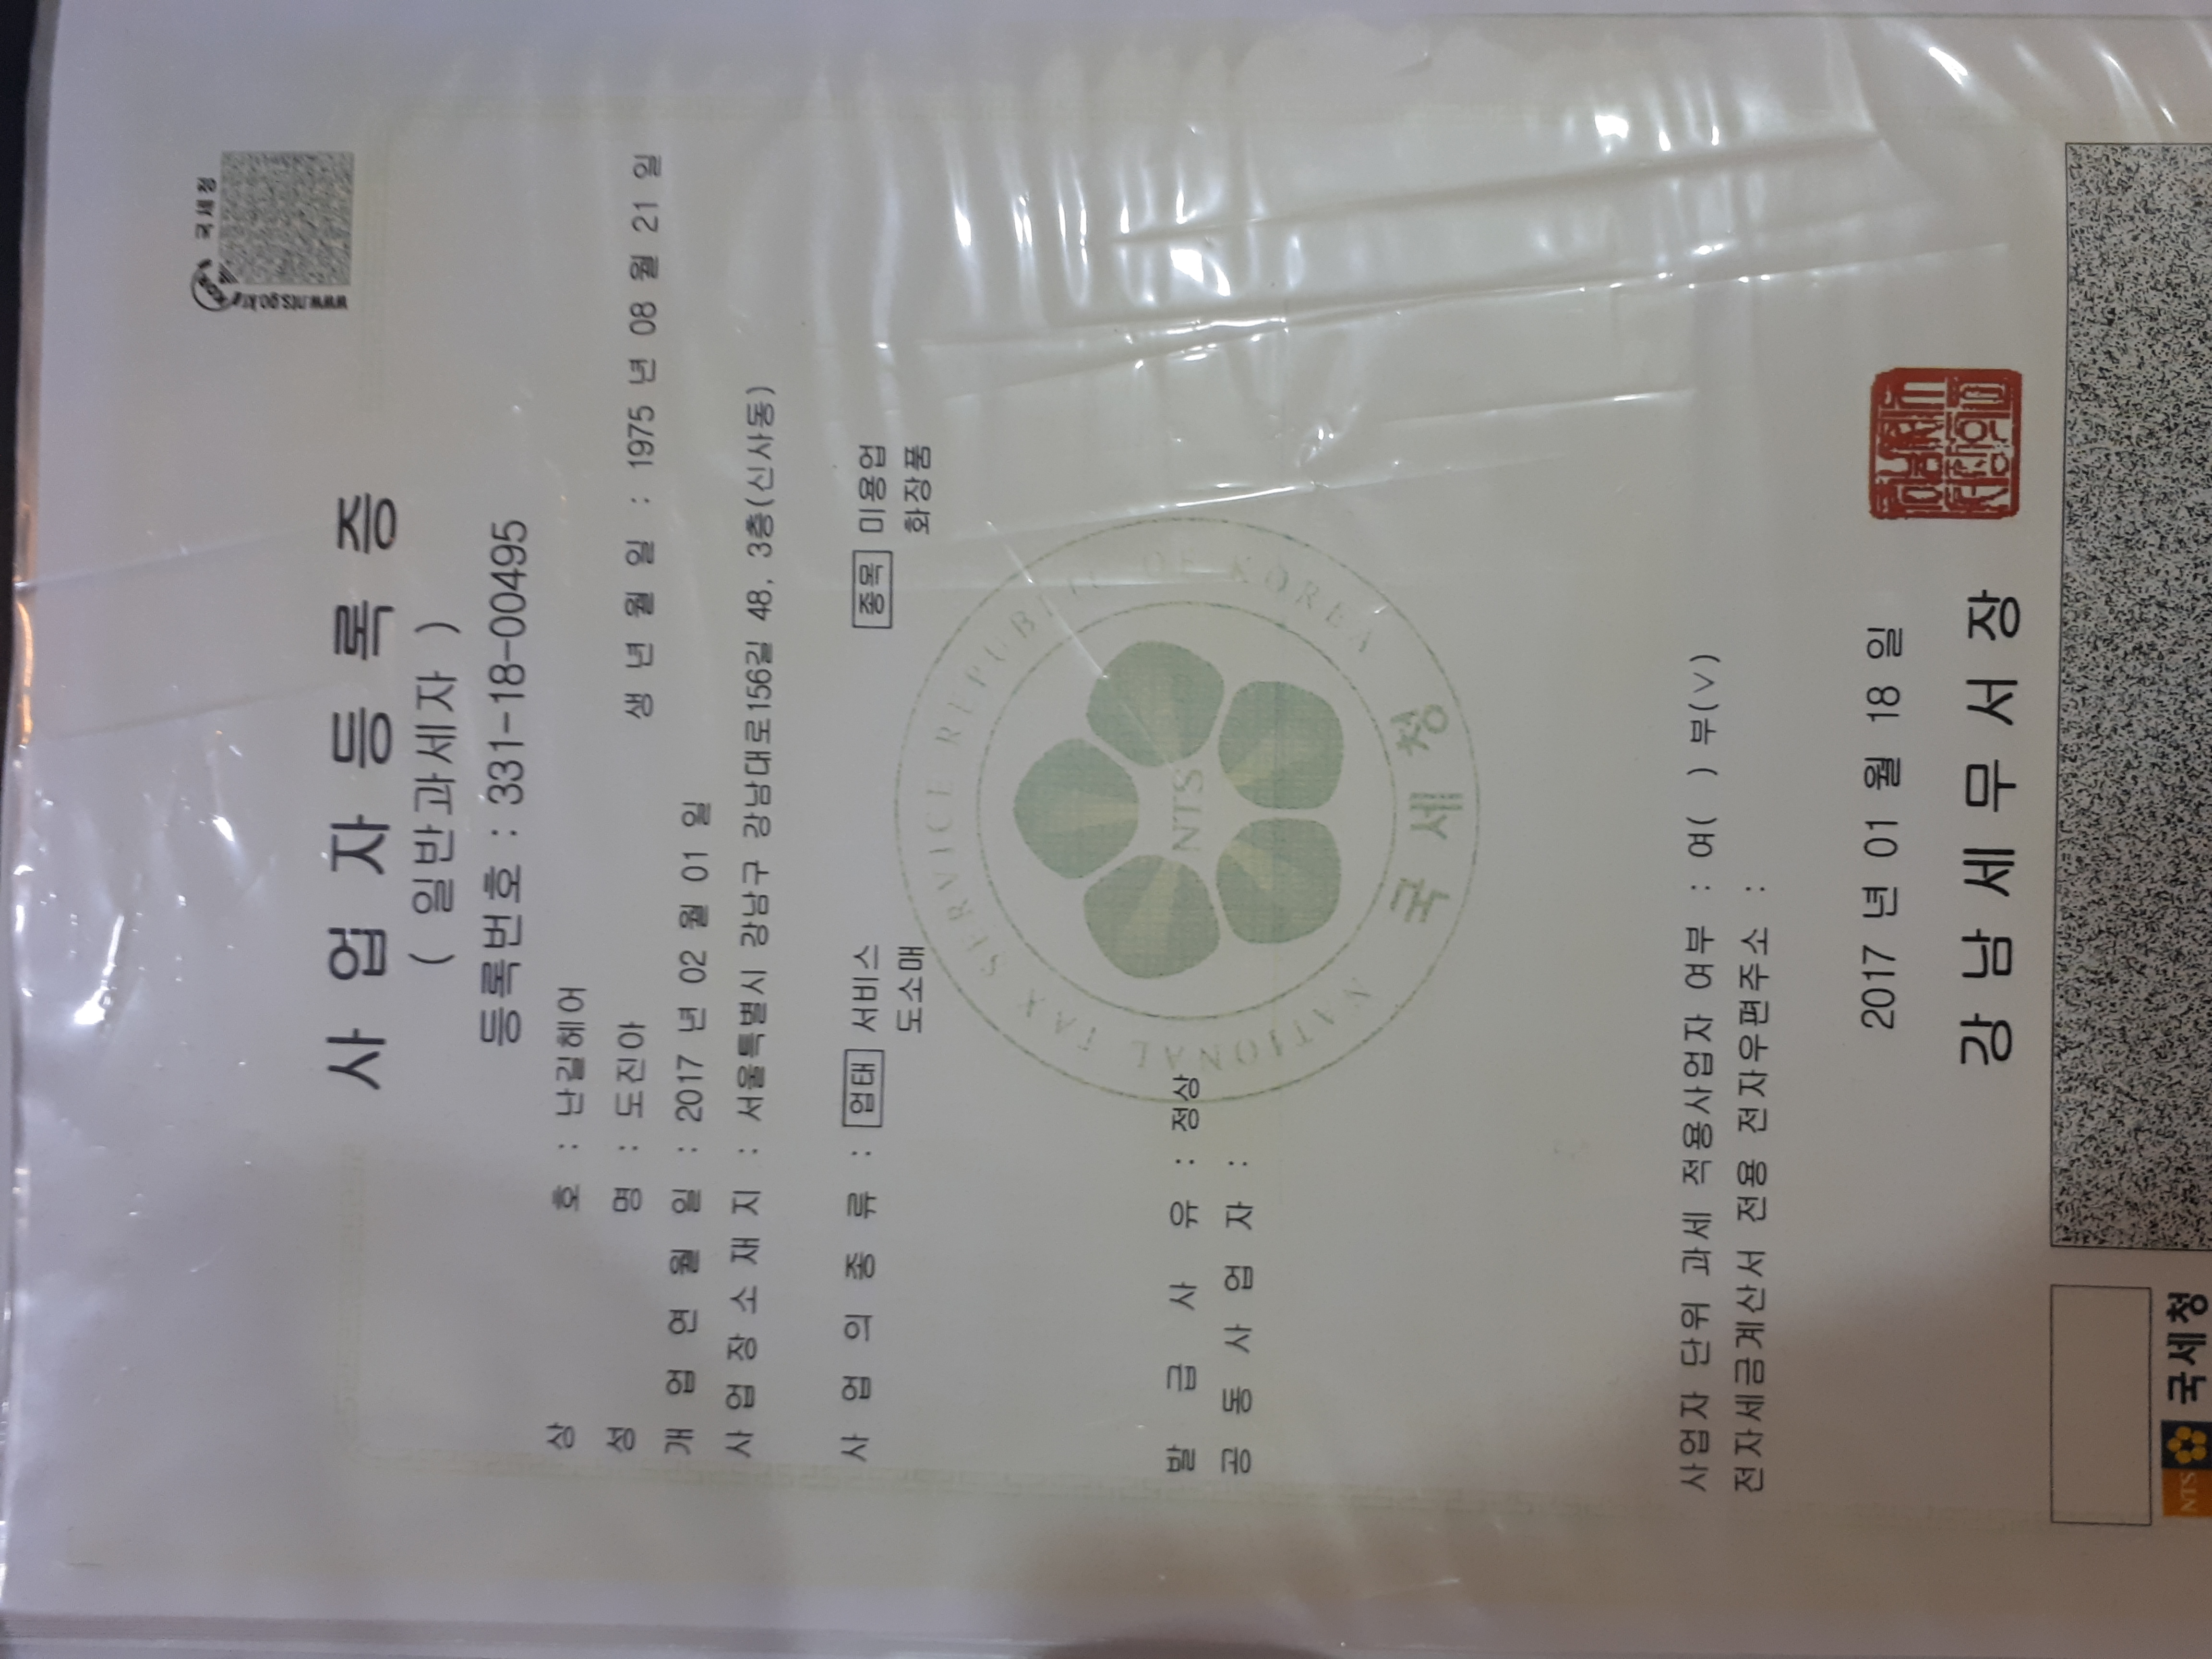 국세청
www.nts.go.kr
사업자등록증
( 일반과세자 )
등록번호 : 331-18-00495
상 호 : 난길헤어
성 명 : 도진아 생 년 월 일 : 1975 년 08 월 21 일
개 업 연 월 일 : 2017 년 02 월 01 일
사 업 장 소 재 지 : 서울특별시 강남구 강남대로156길 48, 3층(신사동)
사 업 의 종 류 : 업태 서비스 종목 미용업
도소매 화장품
NATIONAL TAX SERVICE REPUBLIC OF KOREA
NTS
국세청
발 급 사 유 : 정상
공 동 사 업 자 :
사업자 단위 과세 적용사업자 여부 : 여( ) 부(∨)
전자세금계산서 전용 전자우편주소 :
2017 년 01 월 18 일
강 남 세 무 서 장
강남세무서장인
NTS 국세청